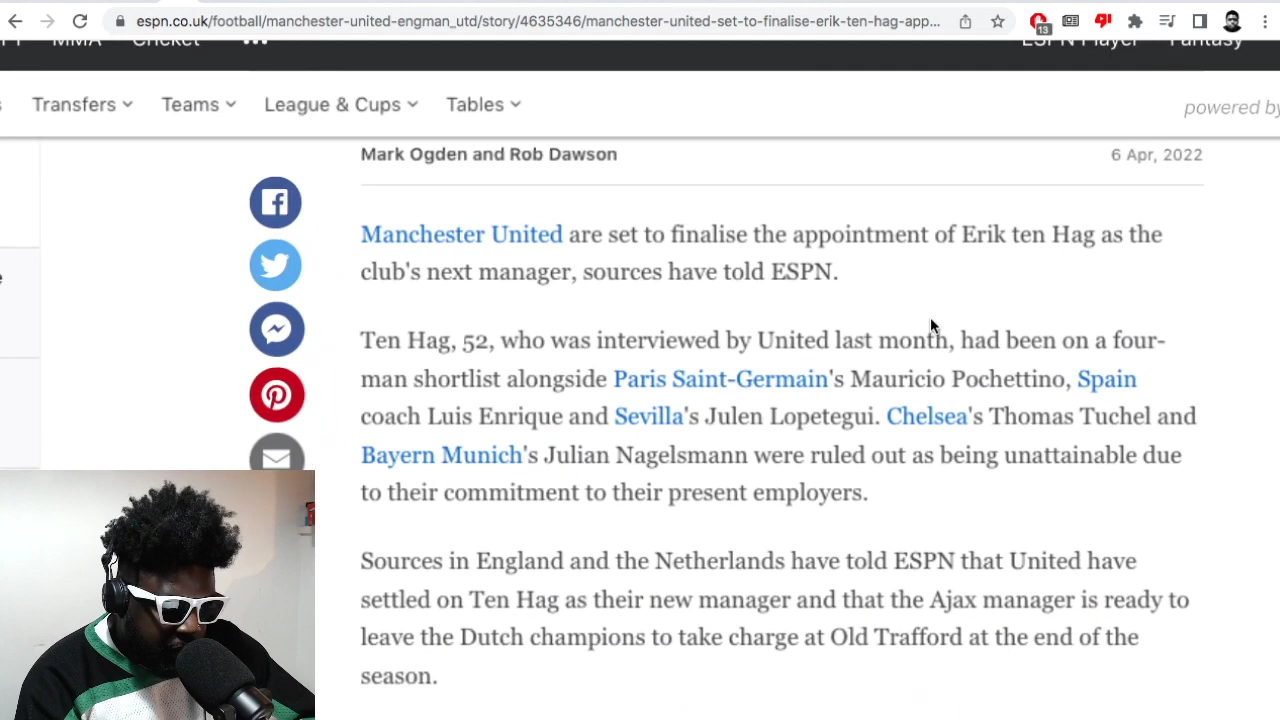 espn.co.uk/football/manchester-united-engman_utd/story/4635346/manchester-united-set-to-finalise-erik-ten-hag-app...
13
MMA Cricket ... ESPN Player Fantasy
Transfers Teams League & Cups Tables powered by
Mark Ogden and Rob Dawson 6 Apr, 2022
Manchester United are set to finalise the appointment of Erik ten Hag as the
club's next manager, sources have told ESPN.
Ten Hag, 52, who was interviewed by United last month, had been on a four-
man shortlist alongside Paris Saint-Germain's Mauricio Pochettino, Spain
coach Luis Enrique and Sevilla's Julen Lopetegui. Chelsea's Thomas Tuchel and
Bayern Munich's Julian Nagelsmann were ruled out as being unattainable due
to their commitment to their present employers.
Sources in England and the Netherlands have told ESPN that United have
settled on Ten Hag as their new manager and that the Ajax manager is ready to
leave the Dutch champions to take charge at Old Trafford at the end of the
season.